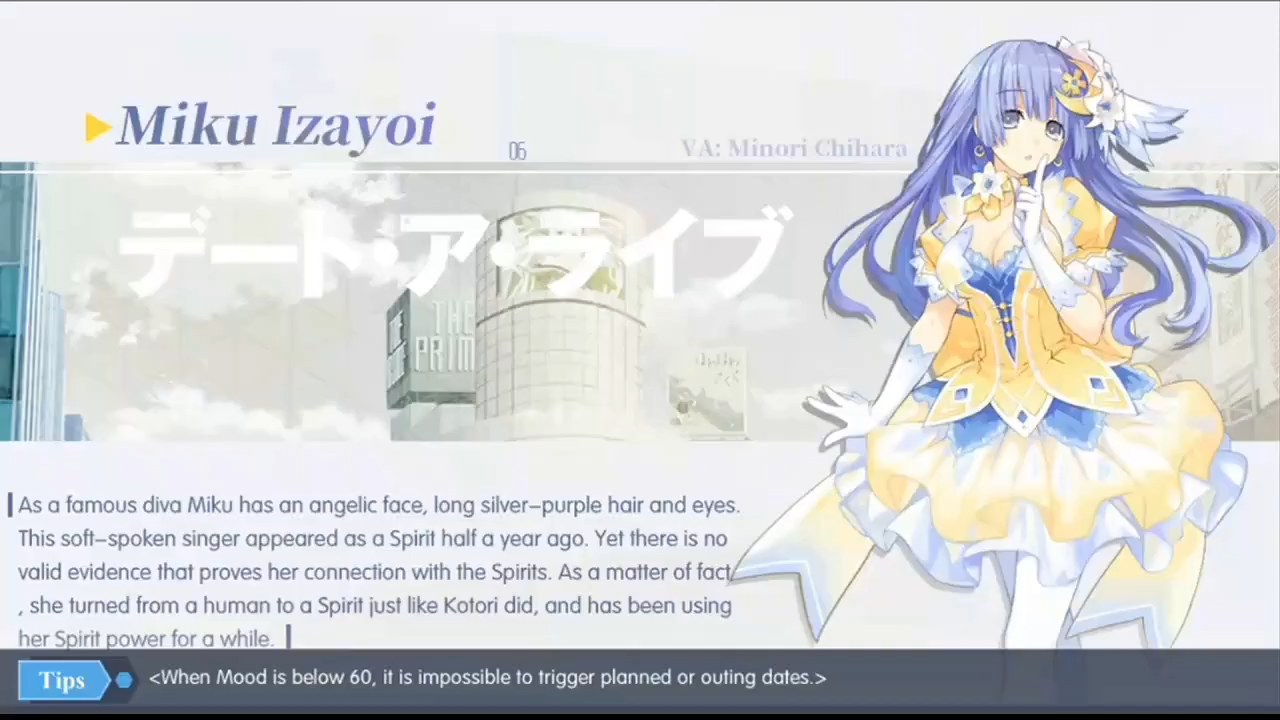 Miku Izayoi
06
VA: Minori Chihara
デート・ア・ライブ
THE
PRIM
As a famous diva Miku has an angelic face, long silver-purple hair and eyes.
This soft-spoken singer appeared as a Spirit half a year ago. Yet there is no
valid evidence that proves her connection with the Spirits. As a matter of fact
, she turned from a human to a Spirit just like Kotori did, and has been using
her Spirit power for a while.
Tips
<When Mood is below 60, it is impossible to trigger planned or outing dates.>